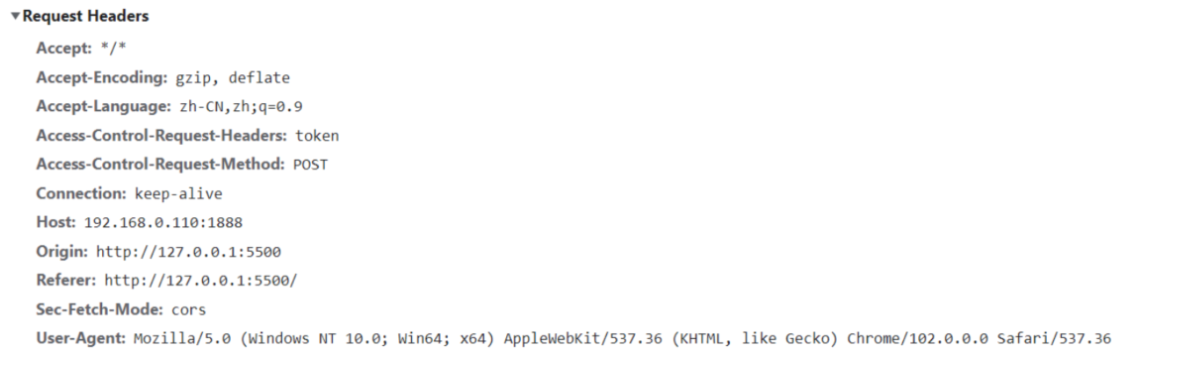 Request Headers
Accept: */*
Accept-Encoding: gzip, deflate
Accept-Language: zh-CN,zh;q=0.9
Access-Control-Request-Headers: token
Access-Control-Request-Method: POST
Connection: keep-alive
Host: 192.168.0.110:1888
Origin: http://127.0.0.1:5500
Referer: http://127.0.0.1:5500/
Sec-Fetch-Mode: cors
User-Agent: Mozilla/5.0 (Windows NT 10.0; Win64; x64) AppleWebKit/537.36 (KHTML, like Gecko) Chrome/102.0.0.0 Safari/537.36